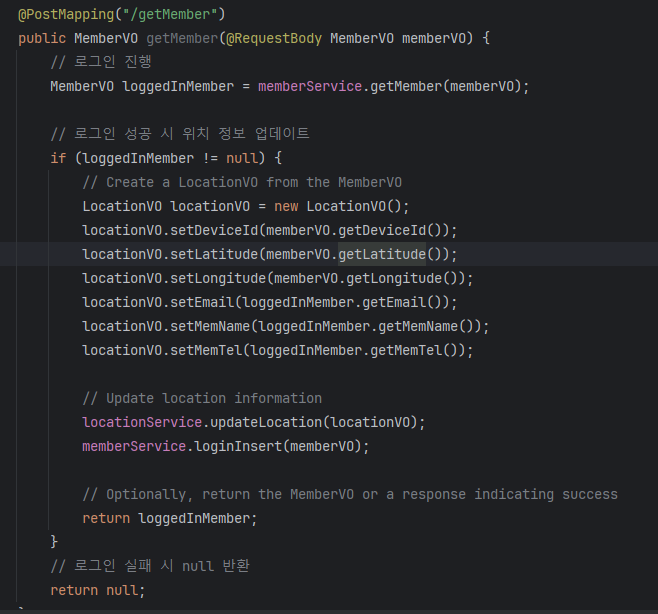 @PostMapping("/getMember")
public MemberVO getMember(@RequestBody MemberVO memberVO) {
// 로그인 진행
MemberVO loggedInMember = memberService.getMember(memberVO);
// 로그인 성공 시 위치 정보 업데이트
if (loggedInMember != null) {
// Create a LocationVO from the MemberVO
LocationVO locationVO = new LocationVO();
locationVO.setDeviceId(memberVO.getDeviceId());
locationVO.setLatitude(memberVO.getLatitude());
locationVO.setLongitude(memberVO.getLongitude());
locationVO.setEmail(loggedInMember.getEmail());
locationVO.setMemName(loggedInMember.getMemName());
locationVO.setMemTel(loggedInMember.getMemTel());
// Update location information
locationService.updateLocation(locationVO);
memberService.loginInsert(memberVO);
// Optionally, return the MemberVO or a response indicating success
return loggedInMember;
}
// 로그인 실패 시 null 반환
return null;